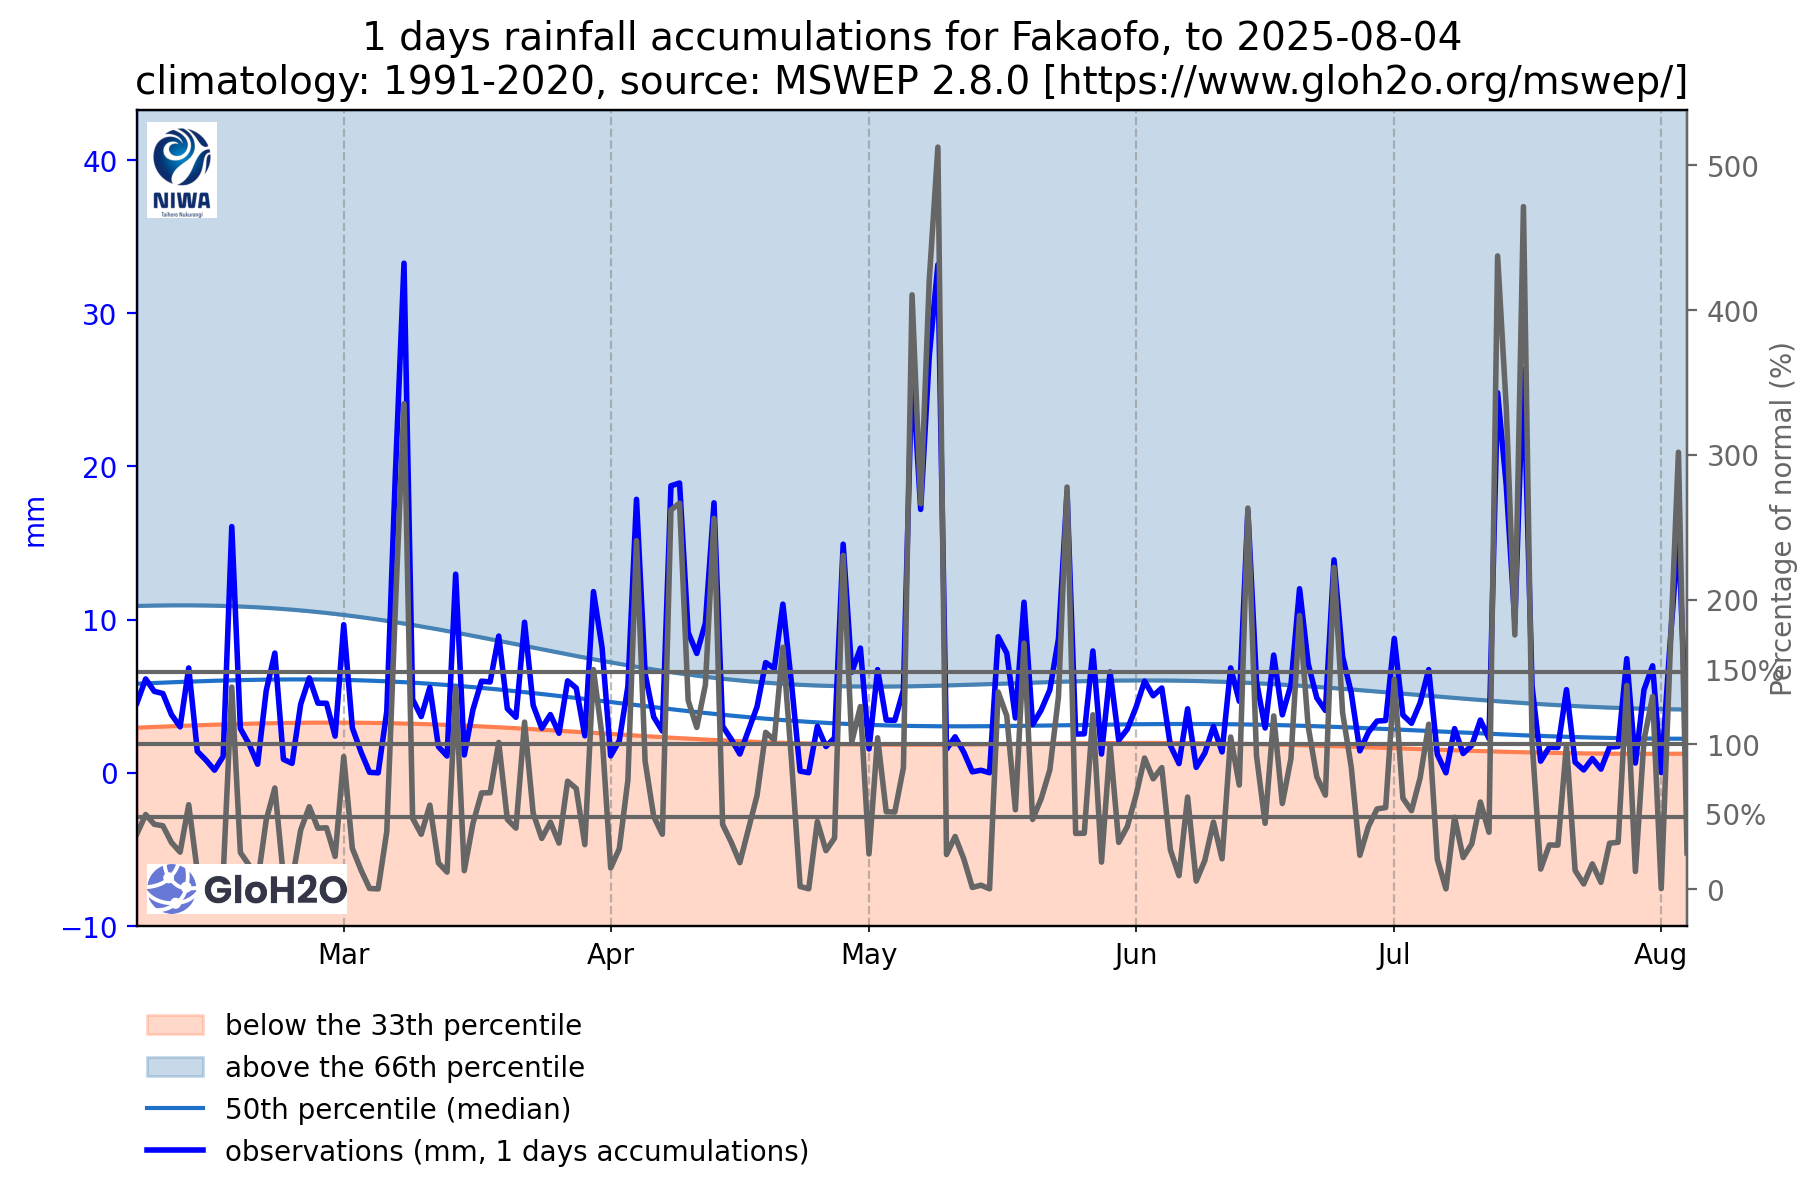 1 days rainfall accumulations for Fakaofo, to 2025-08-04
climatology: 1991-2020, source: MSWEP 2.8.0 [https://www.gloh2o.org/mswep/]
NIWA
Taihoro Nukurangi
40
30
20
10
0
−10
mm
500
400
300
200
150%
100
50%
0
Percentage of normal (%)
GloH2O
Mar
Apr
May
Jun
Jul
Aug
below the 33th percentile
above the 66th percentile
50th percentile (median)
observations (mm, 1 days accumulations)